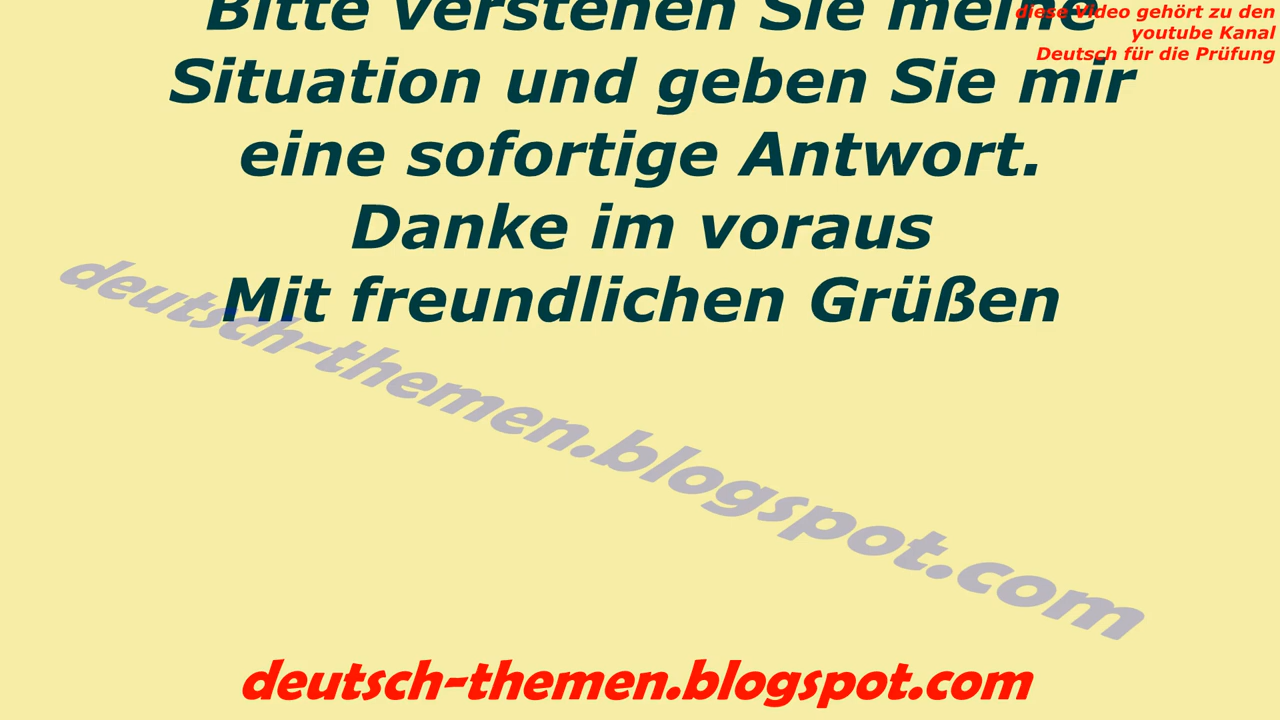 Bitte verstehen Sie meine
diese Video gehört zu den
youtube Kanal
Deutsch für die Prüfung
Situation und geben Sie mir
eine sofortige Antwort.
Danke im voraus
Mit freundlichen Grüßen
deutsch-themen.blogspot.com
deutsch-themen.blogspot.com